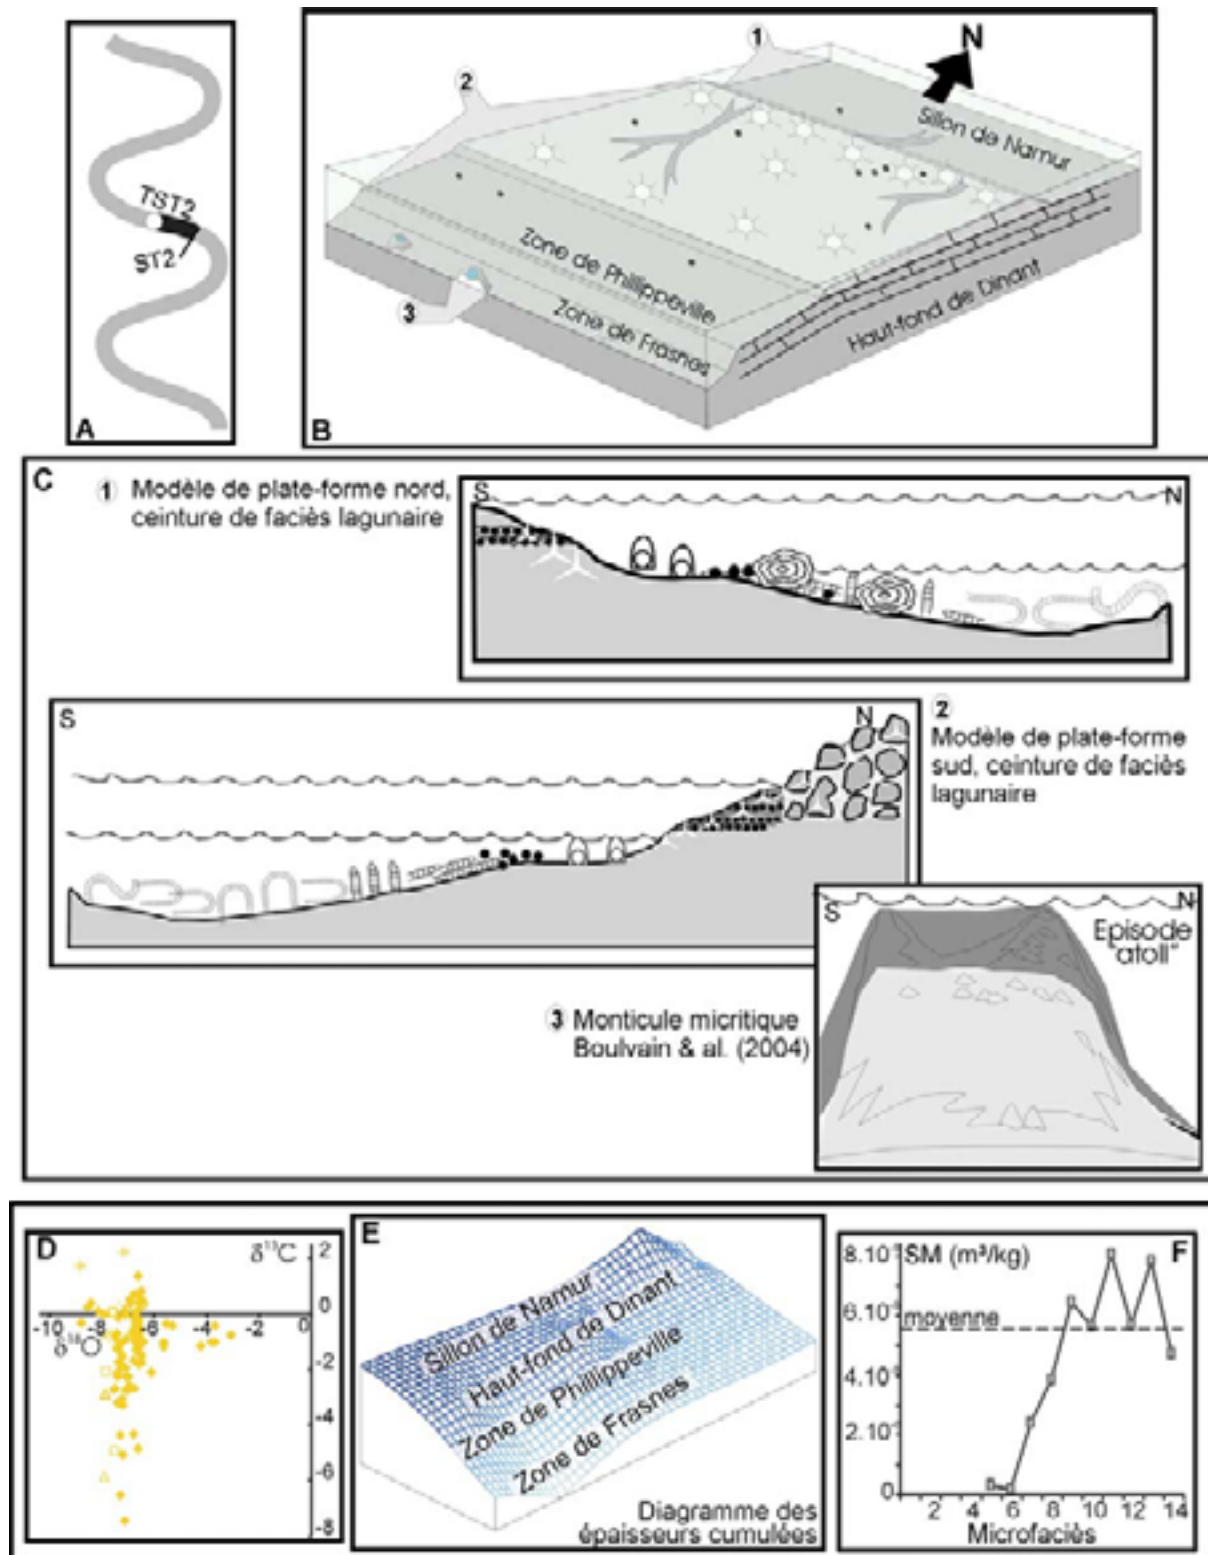 TST2
ST2
A
1
2
N
Sillon de Namur
Zone de Phillippeville
Zone de Frasnes
3
Haut-fond de Dinant
B
C
1 Modèle de plate-forme nord,
ceinture de faciès lagunaire
S
N
S
N
2
Modèle de plate-forme
sud, ceinture de faciès
lagunaire
S
N
Episode
"atoll"
3 Monticule micritique
Boulvain & al. (2004)
D
δ¹³C
2
0
-10 -8 -6 -4 -2 0
δ¹⁸O
-2
-4
-6
-8
E
Sillon de Namur
Haut-fond de Dinant
Zone de Phillippeville
Zone de Frasnes
Diagramme des
épaisseurs cumulées
F
SM (m³/kg)
moyenne
0
2 4 6 8 10 12 14
Microfaciès